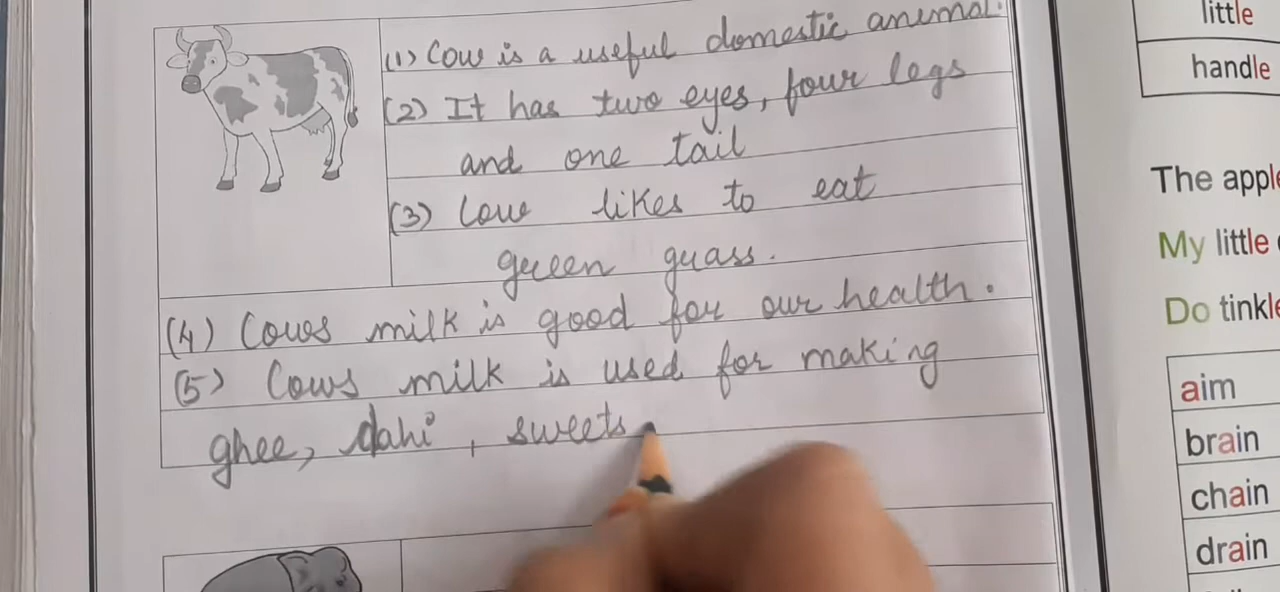 (1) Cow is a useful domestic animal.
(2) It has two eyes, four legs
and one tail
(3) Cow likes to eat
green grass.
(4) Cows milk is good for our health.
(5) Cows milk is used for making
ghee, dahi, sweets
little
handle
The apple
My little
Do tinkle
aim
brain
chain
drain